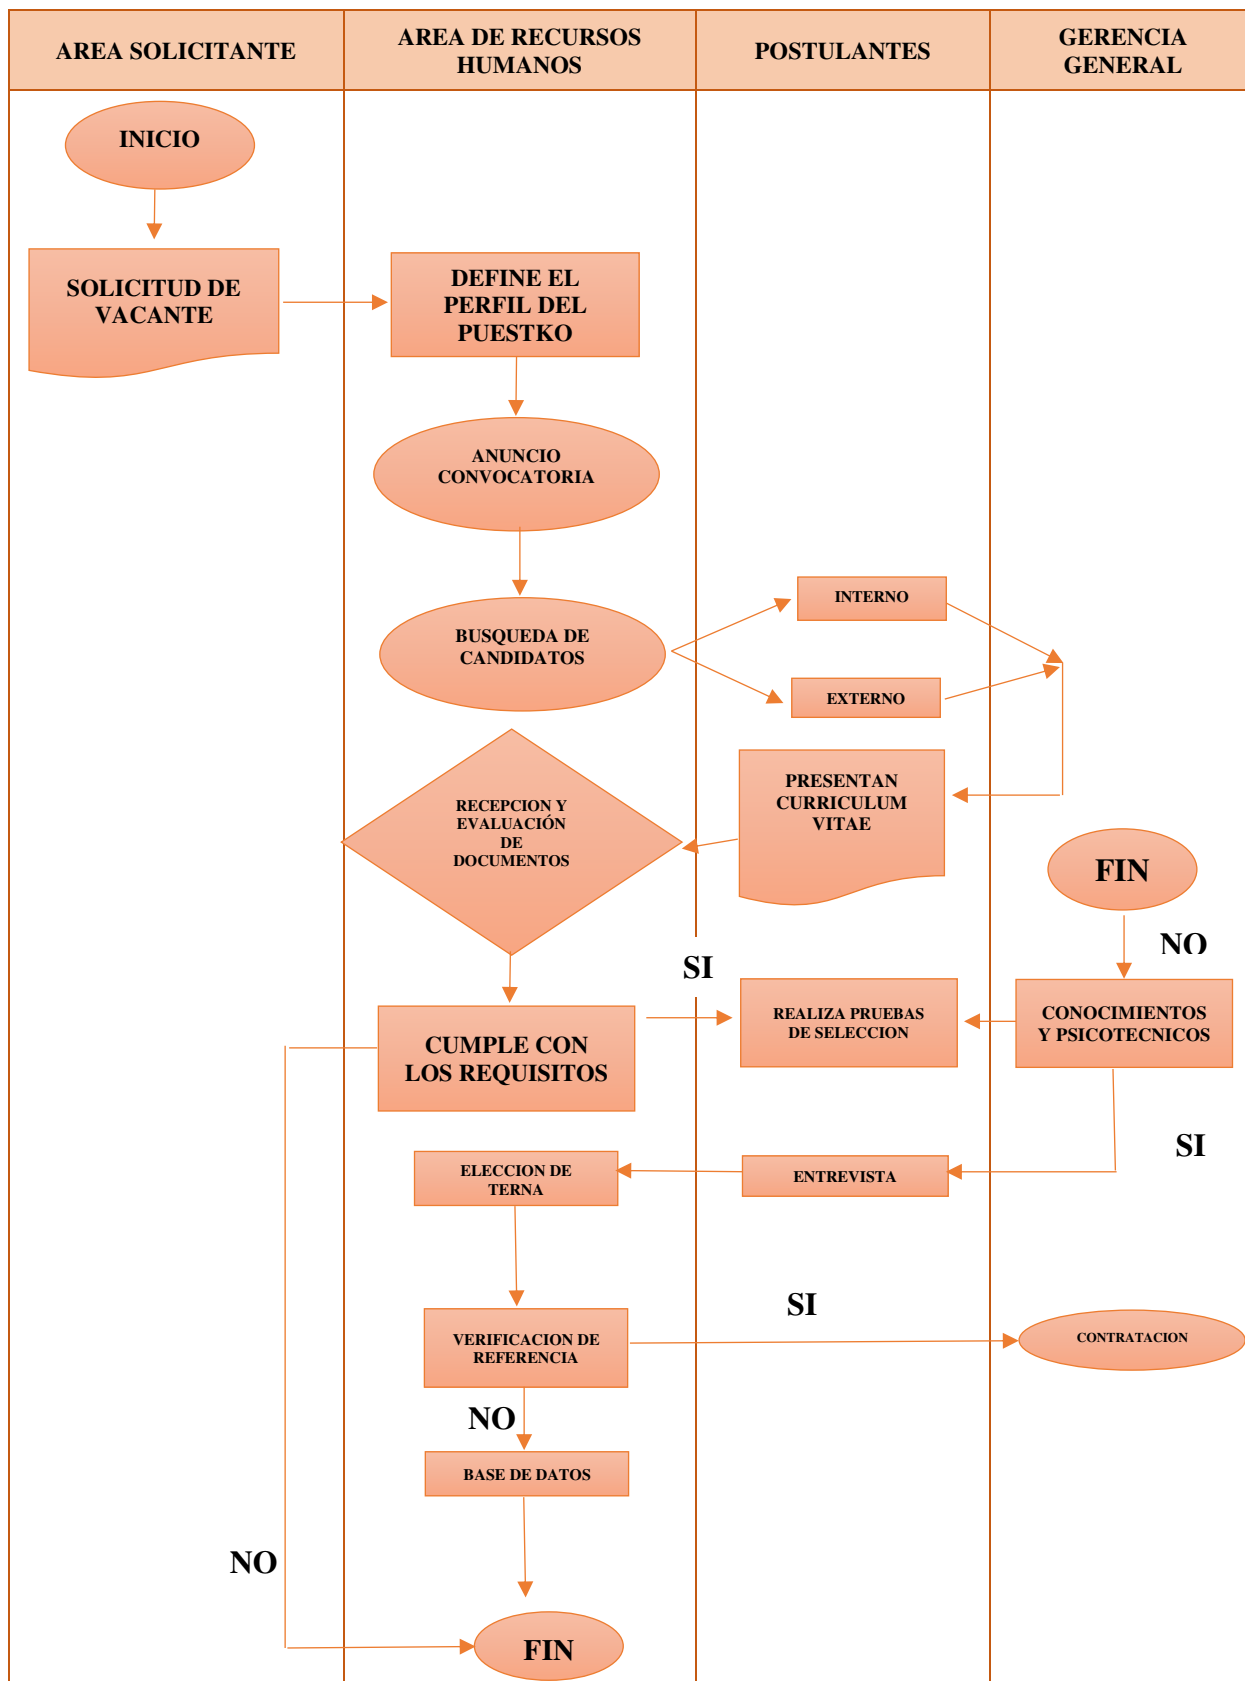 AREA SOLICITANTE
AREA DE RECURSOS
HUMANOS
POSTULANTES
GERENCIA
GENERAL
INICIO
SOLICITUD DE
VACANTE
DEFINE EL
PERFIL DEL
PUESTKO
ANUNCIO
CONVOCATORIA
BUSQUEDA DE
CANDIDATOS
INTERNO
EXTERNO
PRESENTAN
CURRICULUM
VITAE
RECEPCION Y
EVALUACIÓN
DE
DOCUMENTOS
FIN
NO
SI
CUMPLE CON
LOS REQUISITOS
REALIZA PRUEBAS
DE SELECCION
CONOCIMIENTOS
Y PSICOTECNICOS
SI
ELECCION DE
TERNA
ENTREVISTA
SI
VERIFICACION DE
REFERENCIA
CONTRATACION
NO
BASE DE DATOS
NO
FIN